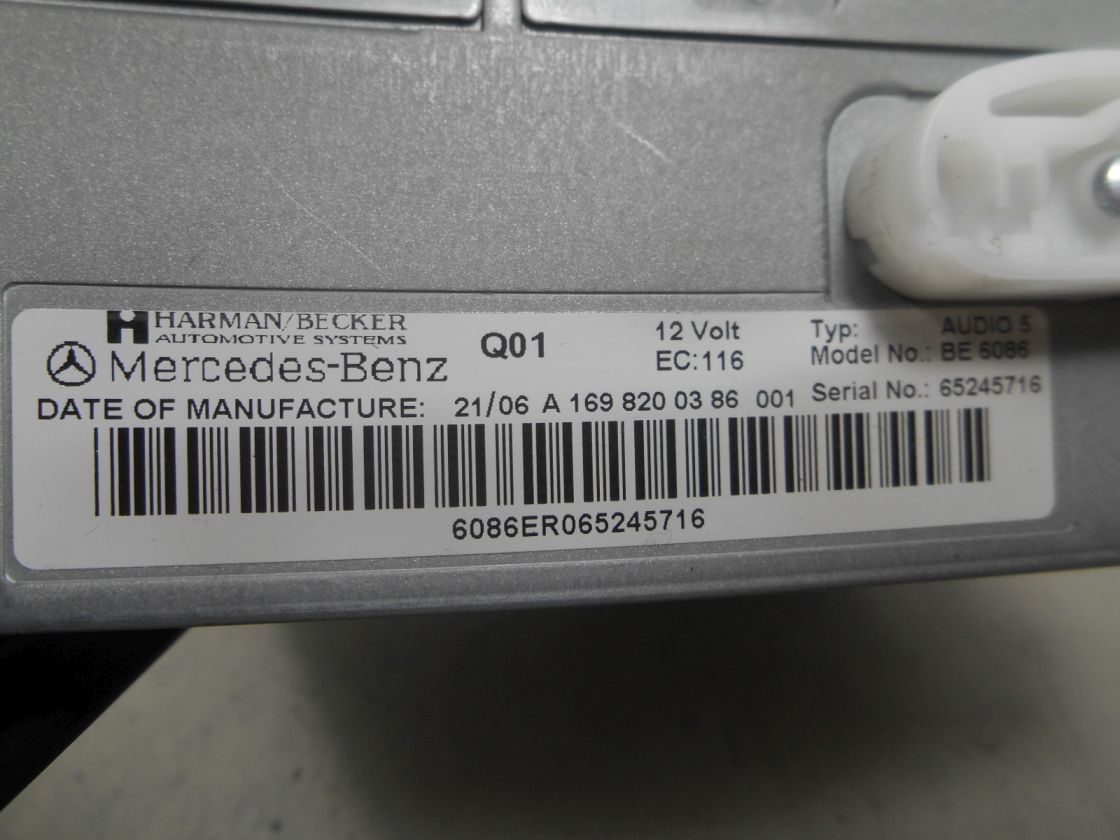 HARMAN/BECKER
AUTOMOTIVE SYSTEMS
Mercedes-Benz
Q01
12 Volt
EC:116
Typ: AUDIO 5
Model No.: BE 6086
Serial No.: 65245716
DATE OF MANUFACTURE: 21/06 A 169 820 03 86 001
6086ER065245716